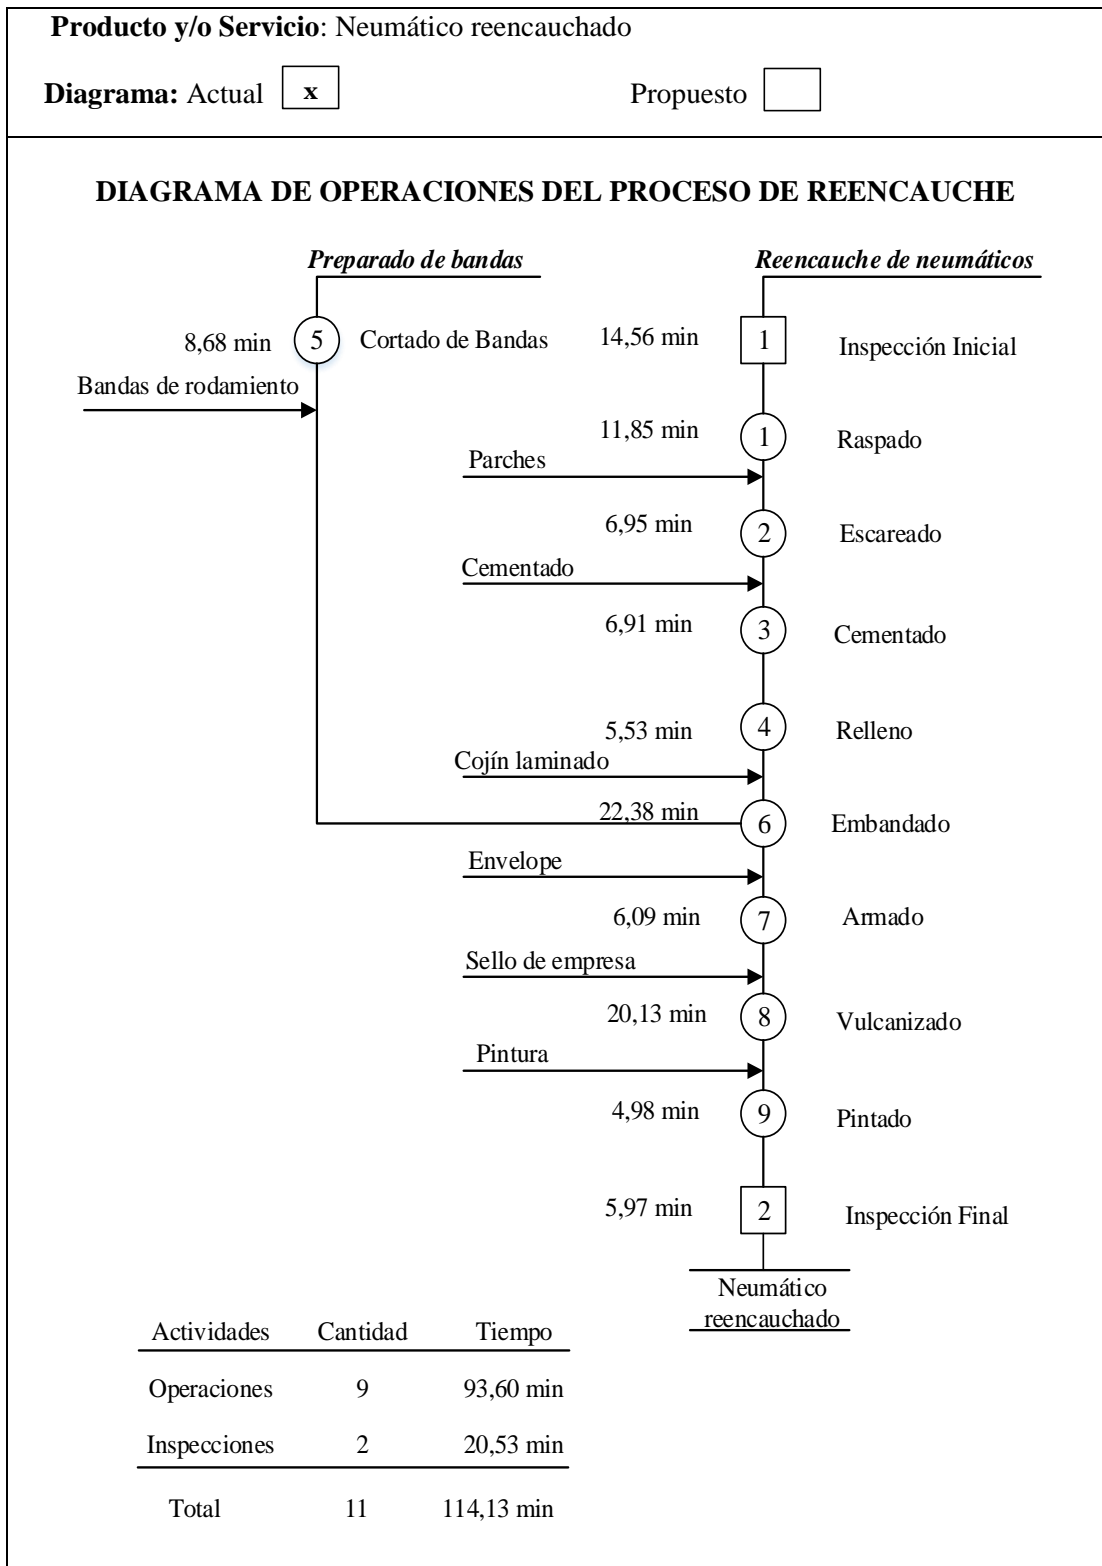 Producto y/o Servicio: Neumático reencauchado
Diagrama: Actual x Propuesto
DIAGRAMA DE OPERACIONES DEL PROCESO DE REENCAUCHE
Preparado de bandas
8,68 min 5 Cortado de Bandas
Bandas de rodamiento
Reencauche de neumáticos
14,56 min 1 Inspección Inicial
11,85 min 1 Raspado
Parches
6,95 min 2 Escareado
Cementado
6,91 min 3 Cementado
5,53 min 4 Relleno
Cojín laminado
22,38 min 6 Embandado
Envelope
6,09 min 7 Armado
Sello de empresa
20,13 min 8 Vulcanizado
Pintura
4,98 min 9 Pintado
5,97 min 2 Inspección Final
Neumático
reencauchado
Actividades Cantidad Tiempo
Operaciones 9 93,60 min
Inspecciones 2 20,53 min
Total 11 114,13 min